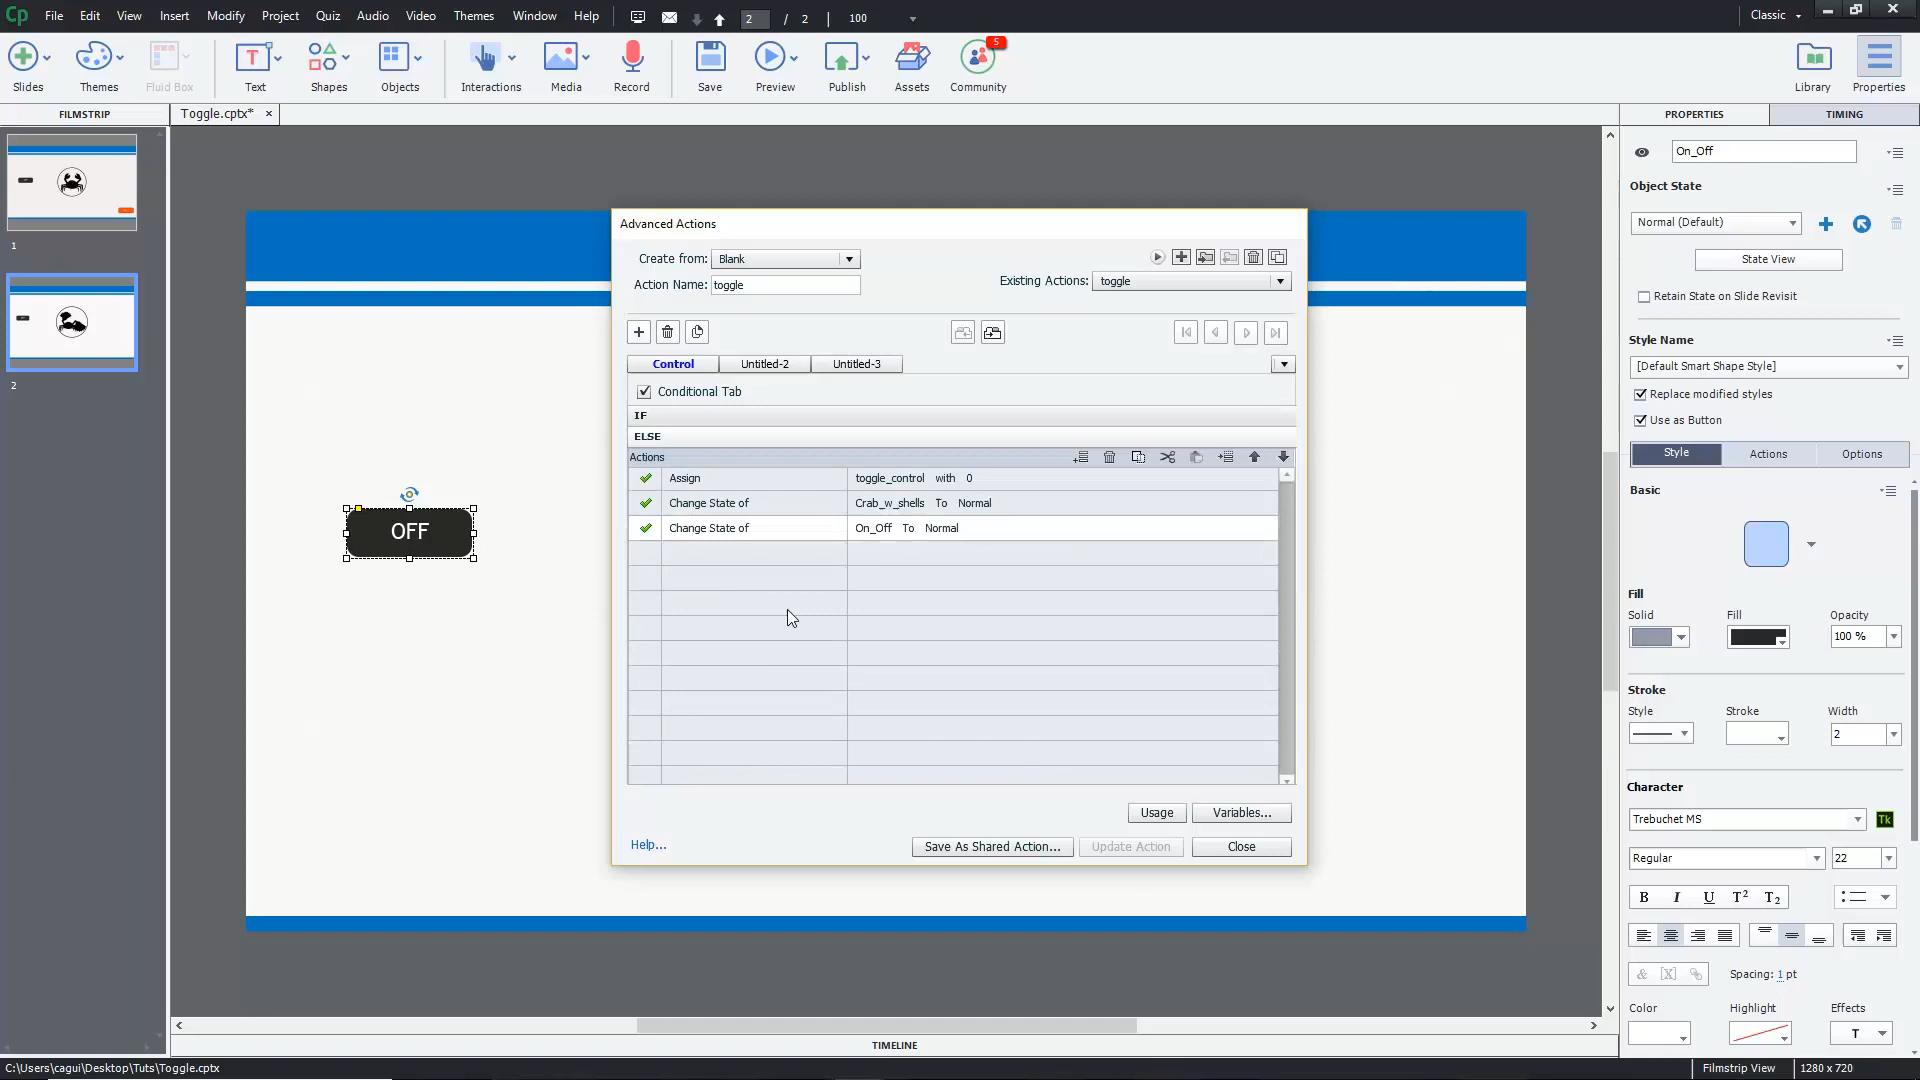 Cp File Edit View Insert Modify Project Quiz Audio Video Themes Window Help 2 / 2 100 Classic
Slides Themes Fluid Box Text Shapes Objects Interactions Media Record Save Preview Publish Assets 5 Community Library Properties
FILMSTRIP Toggle.cptx* × PROPERTIES TIMING
1
2
OFF
Advanced Actions
Create from: Blank
Action Name: toggle
Existing Actions: toggle
Control Untitled-2 Untitled-3
Conditional Tab
IF
ELSE
Actions
Assign toggle_control with 0
Change State of Crab_w_shells To Normal
Change State of On_Off To Normal
Usage Variables...
Help... Save As Shared Action... Update Action Close
On_Off
Object State
Normal (Default)
State View
Retain State on Slide Revisit
Style Name
[Default Smart Shape Style]
Replace modified styles
Use as Button
Style Actions Options
Basic
Fill
Solid Fill Opacity
100 %
Stroke
Style Stroke Width
2
Character
Trebuchet MS Tk
Regular 22
B I U T² T₂
& [X] Spacing: 1 pt
Color Highlight Effects
T
TIMELINE
C:\Users\cagui\Desktop\Tuts\Toggle.cptx Filmstrip View 1280 x 720